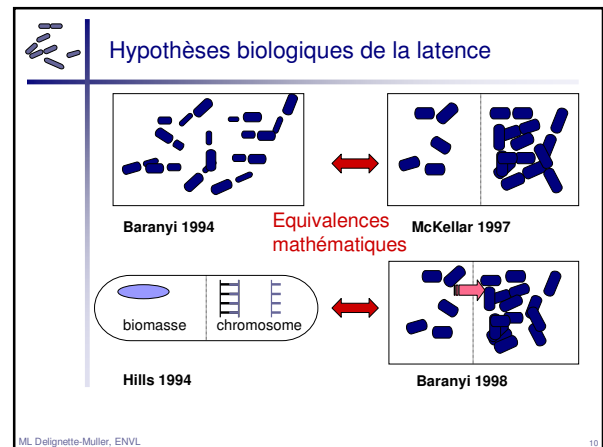 Hypothèses biologiques de la latence
Baranyi 1994
McKellar 1997
Equivalences
mathématiques
biomasse
chromosome
Hills 1994
Baranyi 1998
ML Delignette-Muller, ENVL
10